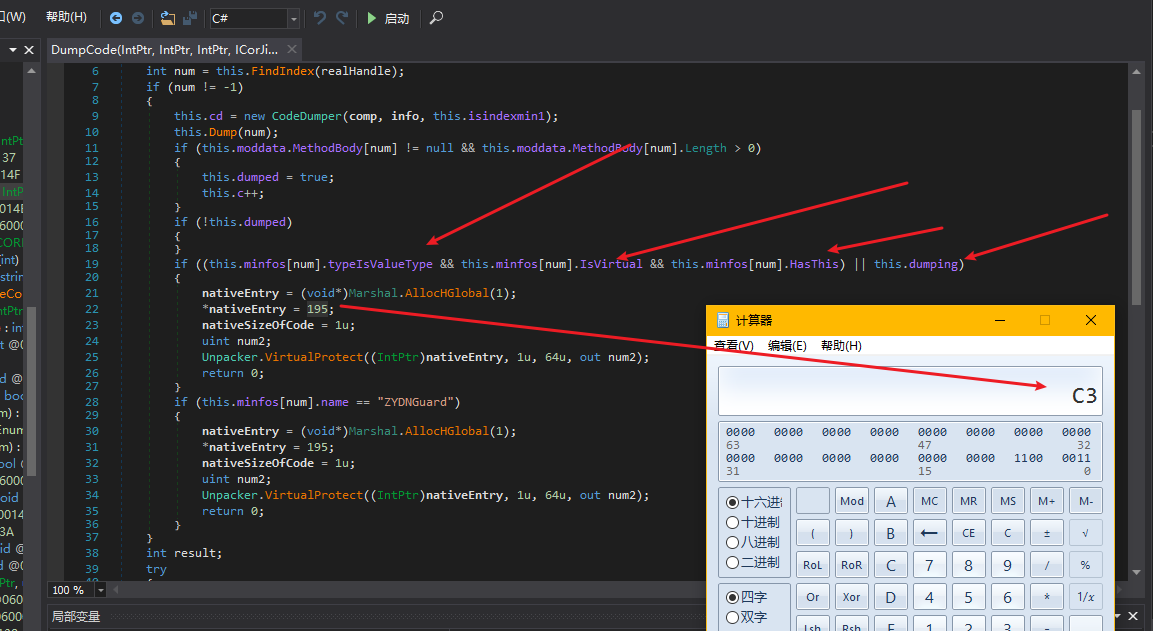 口(W) 帮助(H) C# 启动
DumpCode(IntPtr, IntPtr, IntPtr, ICorJi...
6 int num = this.FindIndex(realHandle);
7 if (num != -1)
8 {
9 this.cd = new CodeDumper(comp, info, this.isindexmin1);
10 this.Dump(num);
11 if (this.moddata.MethodBody[num] != null && this.moddata.MethodBody[num].Length > 0)
12 {
13 this.dumped = true;
14 this.c++;
15 }
16 if (!this.dumped)
17 {
18 }
19 if ((this.minfos[num].typeIsValueType && this.minfos[num].IsVirtual && this.minfos[num].HasThis) || this.dumping)
20 {
21 nativeEntry = (void*)Marshal.AllocHGlobal(1);
22 *nativeEntry = 195;
23 nativeSizeOfCode = 1u;
24 uint num2;
25 Unpacker.VirtualProtect((IntPtr)nativeEntry, 1u, 64u, out num2);
26 return 0;
27 }
28 if (this.minfos[num].name == "ZYDNGuard")
29 {
30 nativeEntry = (void*)Marshal.AllocHGlobal(1);
31 *nativeEntry = 195;
32 nativeSizeOfCode = 1u;
33 uint num2;
34 Unpacker.VirtualProtect((IntPtr)nativeEntry, 1u, 64u, out num2);
35 return 0;
36 }
37 }
38 int result;
39 try
100 %
局部变量
计算器
查看(V) 编辑(E) 帮助(H)
C3
0000 0000 0000 0000 0000 0000 0000 0000
63 47 32
0000 0000 0000 0000 0000 0000 1100 0011
31 15 0
十六进制 Mod A MC MR MS M+ M-
十进制 ( ) B ← CE C ± √
八进制
二进制 RoL RoR C 7 8 9 / %
四字 Or Xor D 4 5 6 * 1/x
双字 Lsh Rsh E 1 2 3 -